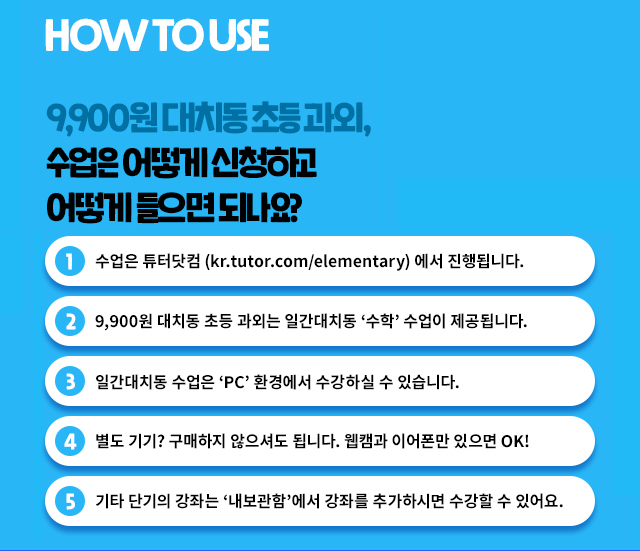 HOW TO USE
9,900원 대치동 초등 과외,
수업은 어떻게 신청하고
어떻게 들으면 되나요?
1 수업은 튜터닷컴 (kr.tutor.com/elementary) 에서 진행됩니다.
2 9,900원 대치동 초등 과외는 일간대치동 ‘수학’ 수업이 제공됩니다.
3 일간대치동 수업은 ‘PC’ 환경에서 수강하실 수 있습니다.
4 별도 기기? 구매하지 않으셔도 됩니다. 웹캠과 이어폰만 있으면 OK!
5 기타 단기의 강좌는 ‘내보관함’에서 강좌를 추가하시면 수강할 수 있어요.